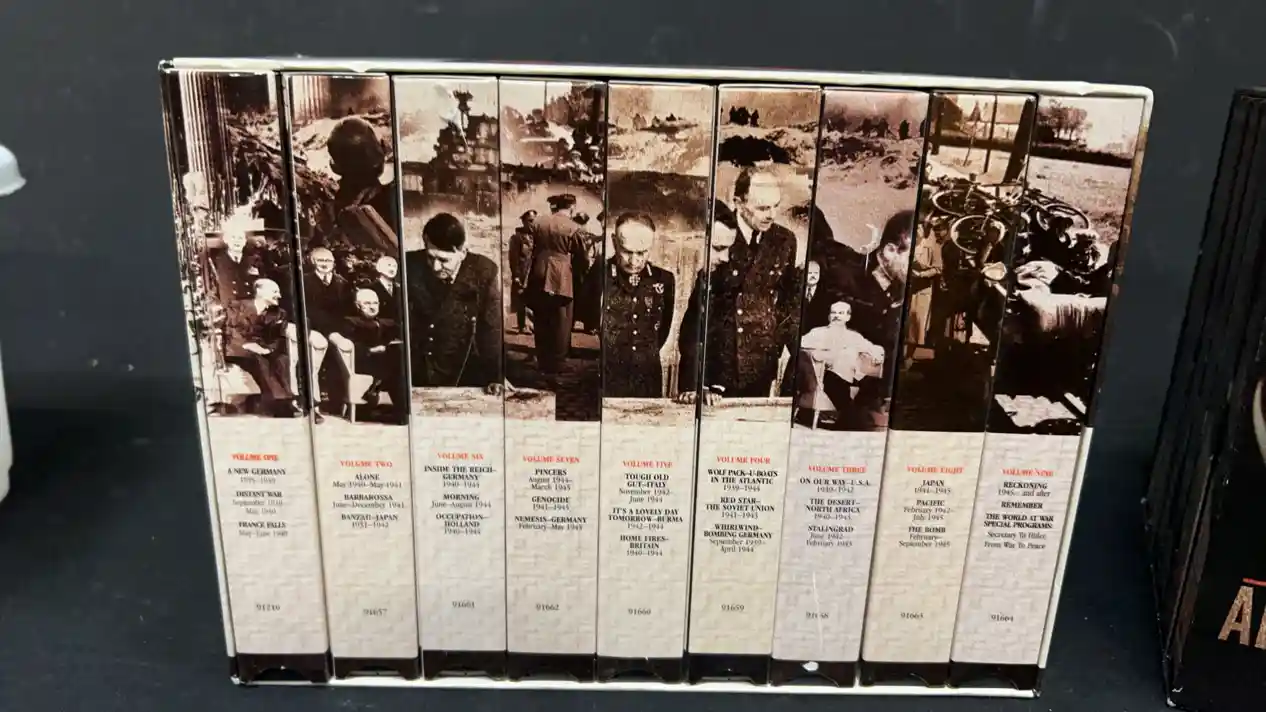 VOLUME ONE
A NEW GERMANY
1933–1939
DISTANT WAR
September 1939–
May 1940
FRANCE FALLS
May–June 1940
91210
VOLUME TWO
ALONE
May 1940–May 1941
BARBAROSSA
June–December 1941
BANZAI–JAPAN
1931–1942
91657
VOLUME SIX
INSIDE THE REICH–
GERMANY
1940–1944
MORNING
June–August 1944
OCCUPATION–
HOLLAND
1940–1944
91661
VOLUME SEVEN
PINCERS
August 1944–
March 1945
GENOCIDE
1941–1945
NEMESIS–GERMANY
February–May 1945
91662
VOLUME FIVE
TOUGH OLD
GUT–ITALY
November 1942–
June 1944
IT'S A LOVELY DAY
TOMORROW–BURMA
1942–1944
HOME FIRES–
BRITAIN
1940–1944
91660
VOLUME FOUR
WOLF PACK–U-BOATS
IN THE ATLANTIC
1939–1944
RED STAR–
THE SOVIET UNION
1941–1943
WHIRLWIND–
BOMBING GERMANY
September 1939–
April 1944
91659
VOLUME THREE
ON OUR WAY–U.S.A.
1939–1942
THE DESERT–
NORTH AFRICA
1940–1943
STALINGRAD
June 1942–
February 1943
VOLUME EIGHT
JAPAN
1941–1945
PACIFIC
February 1942–
July 1945
THE BOMB
February–
September 1945
91663
VOLUME NINE
RECKONING
1945... and after
REMEMBER
THE WORLD AT WAR
SPECIAL PROGRAMS:
Secretary To Hitler
From War To Peace
91664